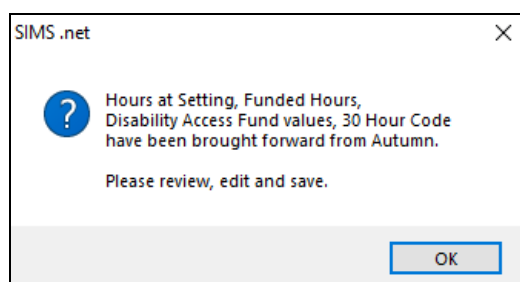 SIMS .net
?
Hours at Setting, Funded Hours,
Disability Access Fund values, 30 Hour Code
have been brought forward from Autumn.
Please review, edit and save.
OK